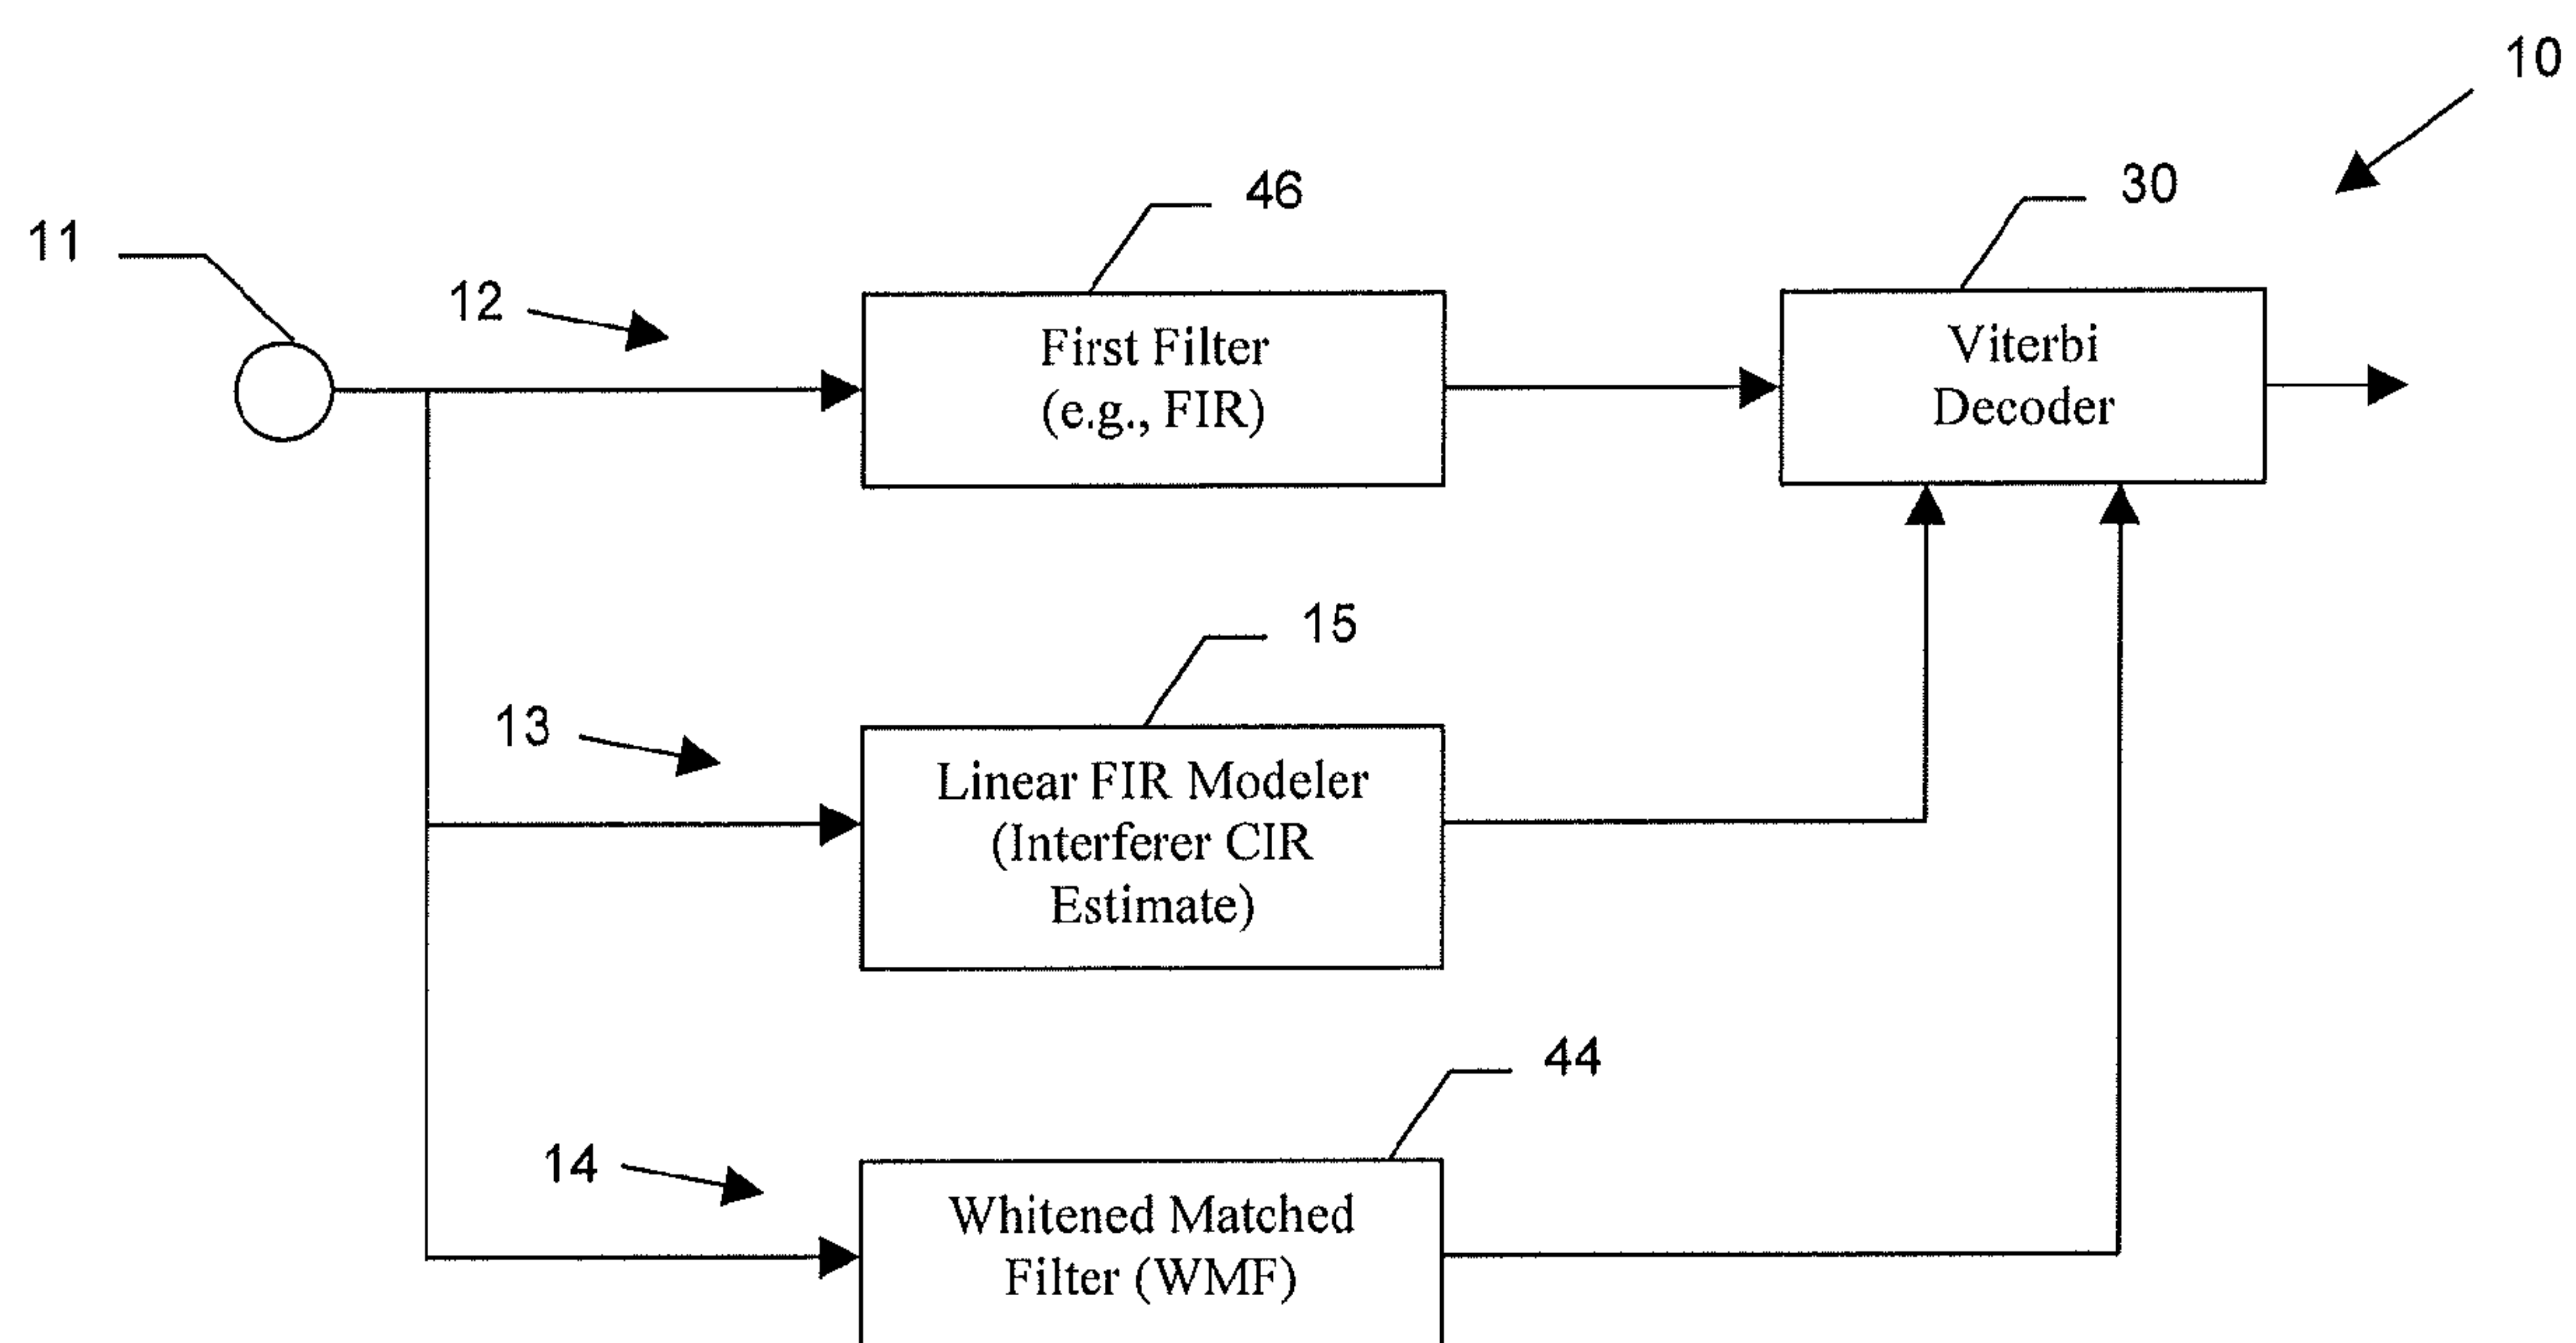 10
46
30
11
12
First Filter
(e.g., FIR)
Viterbi
Decoder
15
13
Linear FIR Modeler
(Interferer CIR
Estimate)
44
14
Whitened Matched
Filter (WMF)